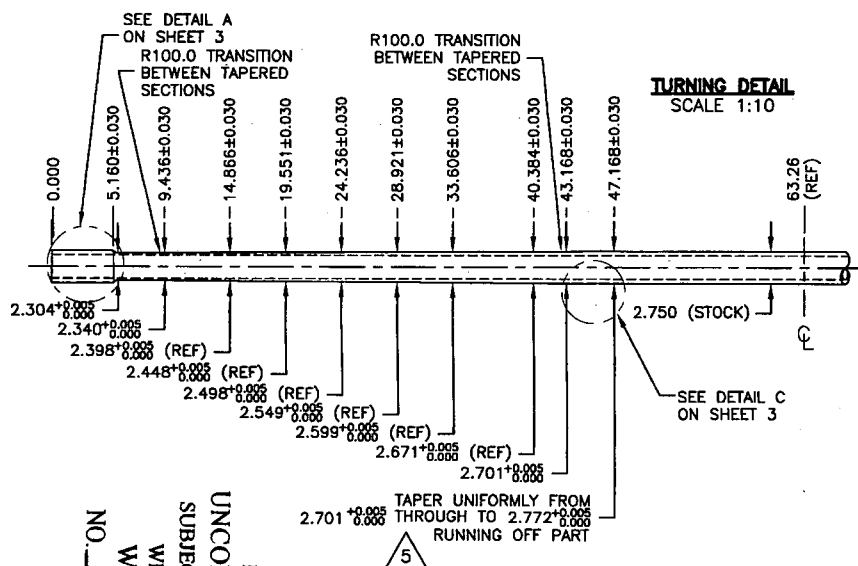 SEE DETAIL A
ON SHEET 3
R100.0 TRANSITION
BETWEEN TAPERED
SECTIONS
R100.0 TRANSITION
BETWEEN TAPERED
SECTIONS
TURNING DETAIL
SCALE 1:10
0.000
5.160±0.030
9.436±0.030
14.866±0.030
19.551±0.030
24.236±0.030
28.921±0.030
33.606±0.030
40.384±0.030
43.168±0.030
47.168±0.030
63.26
(REF)
2.304+0.005 0.000
2.340+0.005 0.000
2.398+0.005 0.000 (REF)
2.448+0.005 0.000 (REF)
2.498+0.005 0.000 (REF)
2.549+0.005 0.000 (REF)
2.599+0.005 0.000 (REF)
2.671+0.005 0.000 (REF)
2.701+0.005 0.000
2.750 (STOCK)
℄
SEE DETAIL C
ON SHEET 3
TAPER UNIFORMLY FROM
2.701 +0.005 0.000 THROUGH TO 2.772+0.005 0.000
RUNNING OFF PART
5
UNCO
SUBJEC
WI
W
NO.